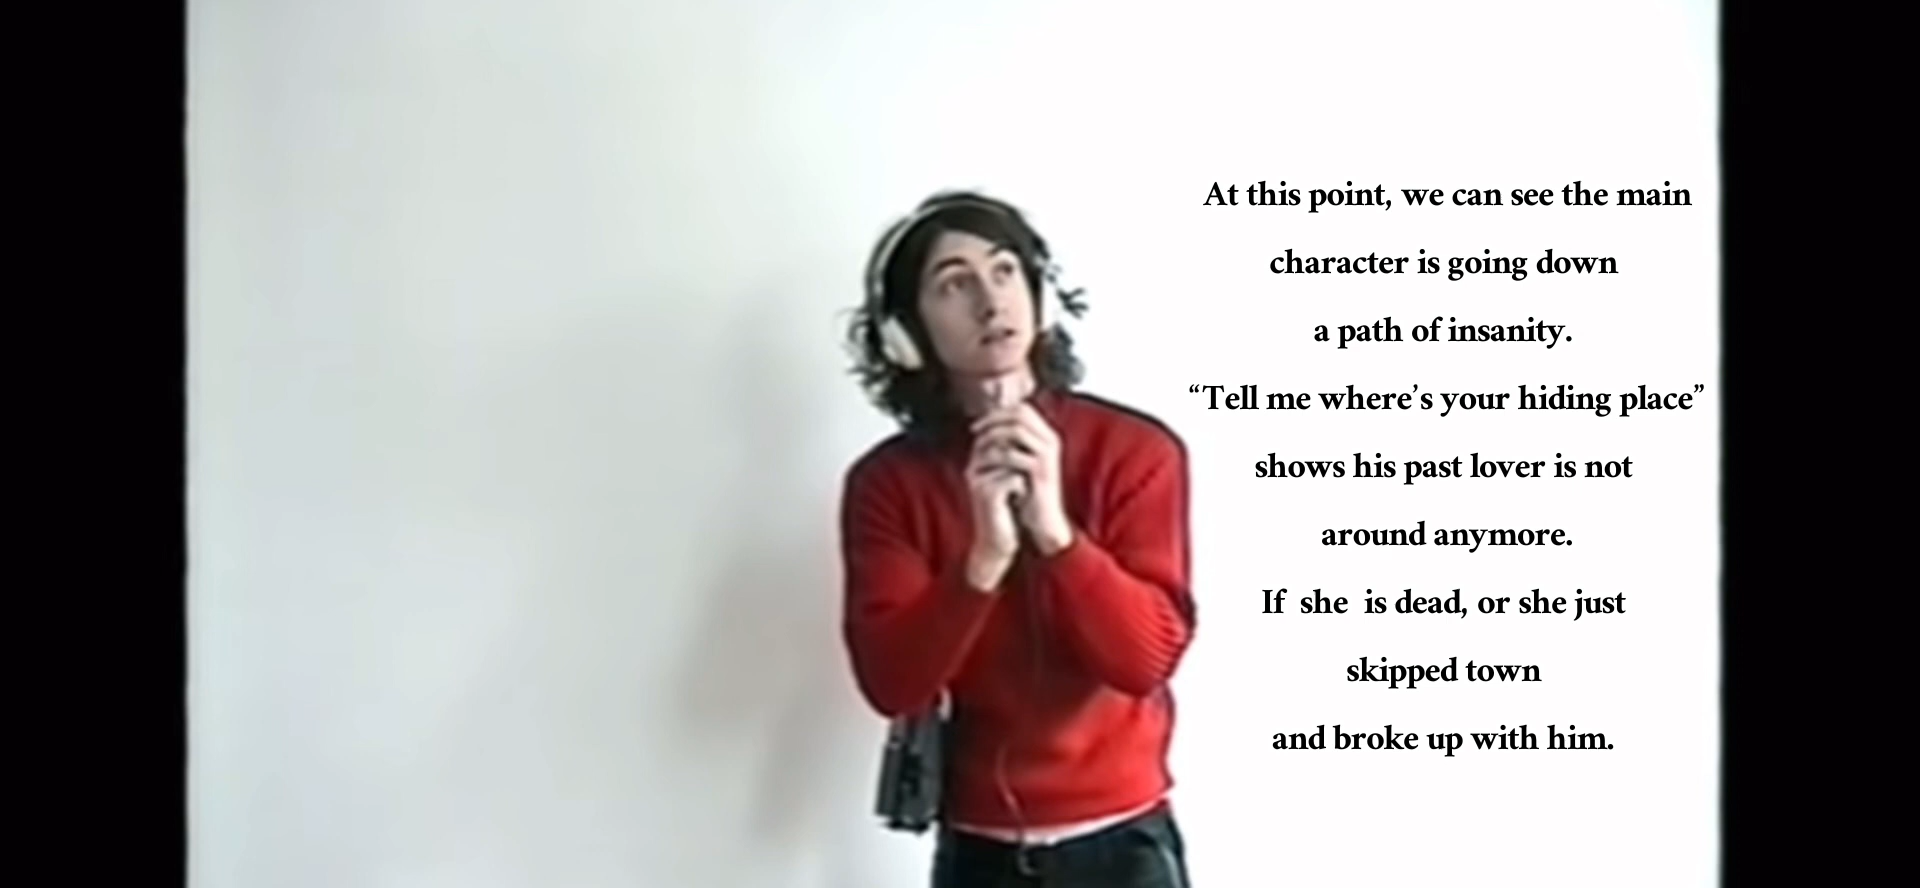 At this point, we can see the main
character is going down
a path of insanity.
“Tell me where’s your hiding place”
shows his past lover is not
around anymore.
If she is dead, or she just
skipped town
and broke up with him.